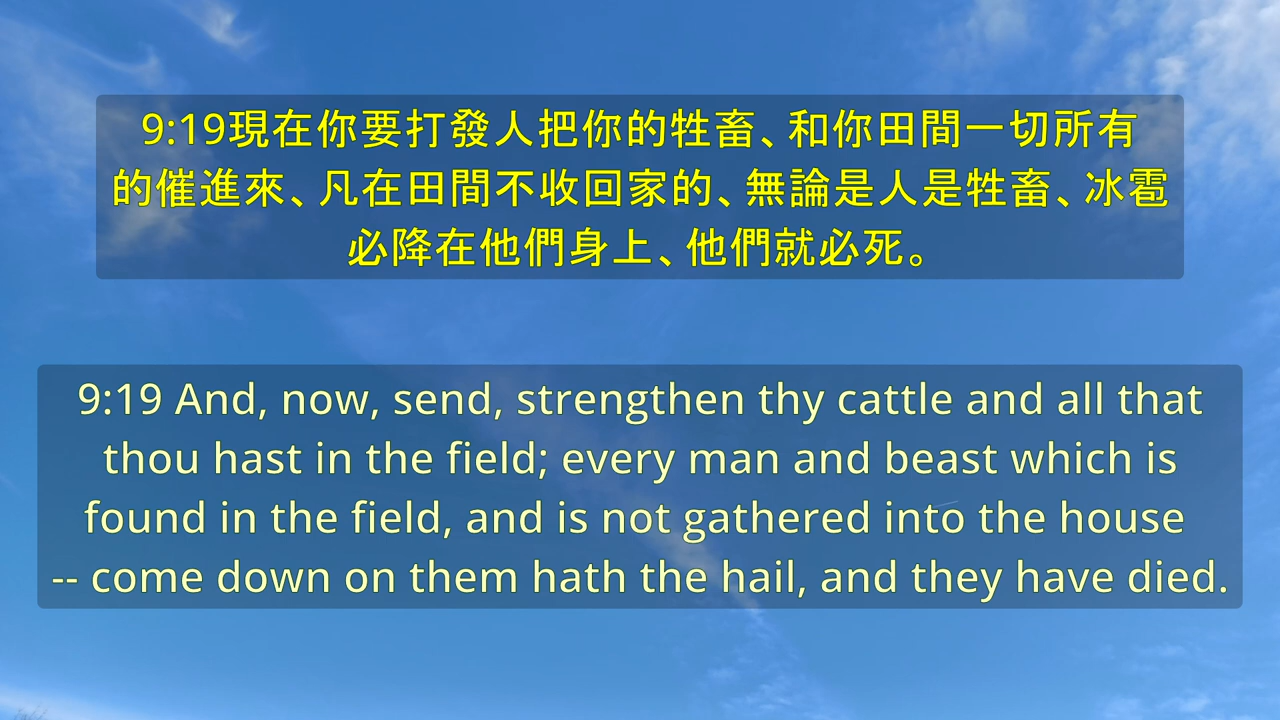 9:19現在你要打發人把你的牲畜、和你田間一切所有
的催進來、凡在田間不收回家的、無論是人是牲畜、冰雹
必降在他們身上、他們就必死。
9:19 And, now, send, strengthen thy cattle and all that
thou hast in the field; every man and beast which is
found in the field, and is not gathered into the house
-- come down on them hath the hail, and they have died.